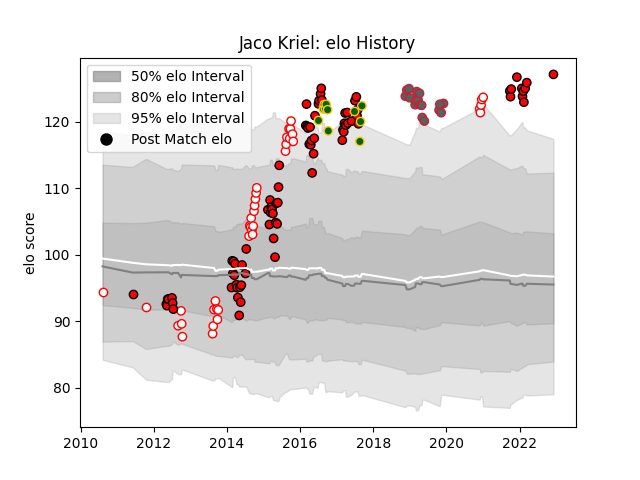 Jaco Kriel: elo History
50% elo Interval
80% elo Interval
95% elo Interval
Post Match elo
elo score
120
110
100
90
80
2010 2012 2014 2016 2018 2020 2022